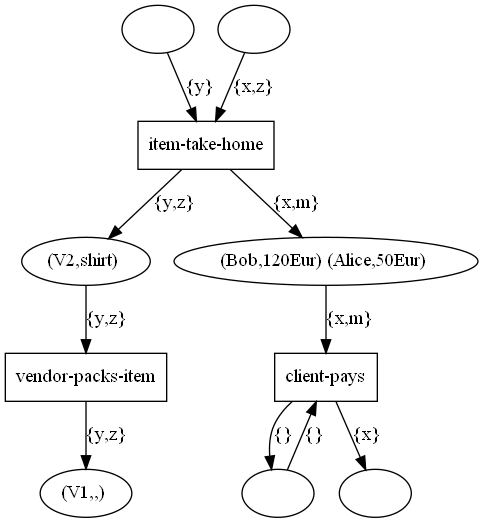 {y}
{x,z}
item-take-home
{y,z}
{x,m}
(V2,shirt)
(Bob,120Eur) (Alice,50Eur)
{y,z}
{x,m}
vendor-packs-item
client-pays
{y,z}
{}
{}
{x}
(V1,,)